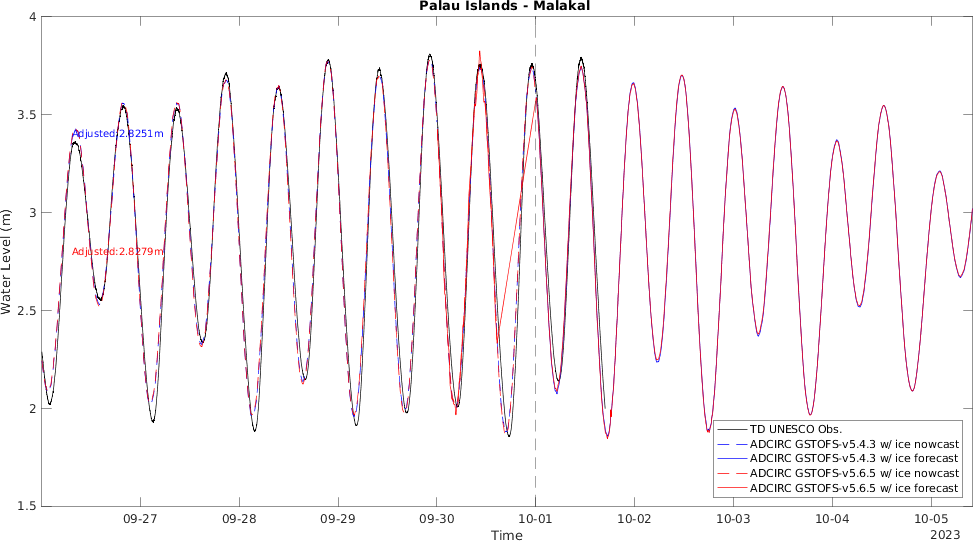 Palau Islands - Malakal
4
3.5
3
2.5
2
1.5
Water Level (m)
Adjusted:2.8251m
Adjusted:2.8279m
TD UNESCO Obs.
ADCIRC GSTOFS-v5.4.3 w/ ice nowcast
ADCIRC GSTOFS-v5.4.3 w/ ice forecast
ADCIRC GSTOFS-v5.6.5 w/ ice nowcast
ADCIRC GSTOFS-v5.6.5 w/ ice forecast
09-27 09-28 09-29 09-30 10-01 10-02 10-03 10-04 10-05
Time
2023